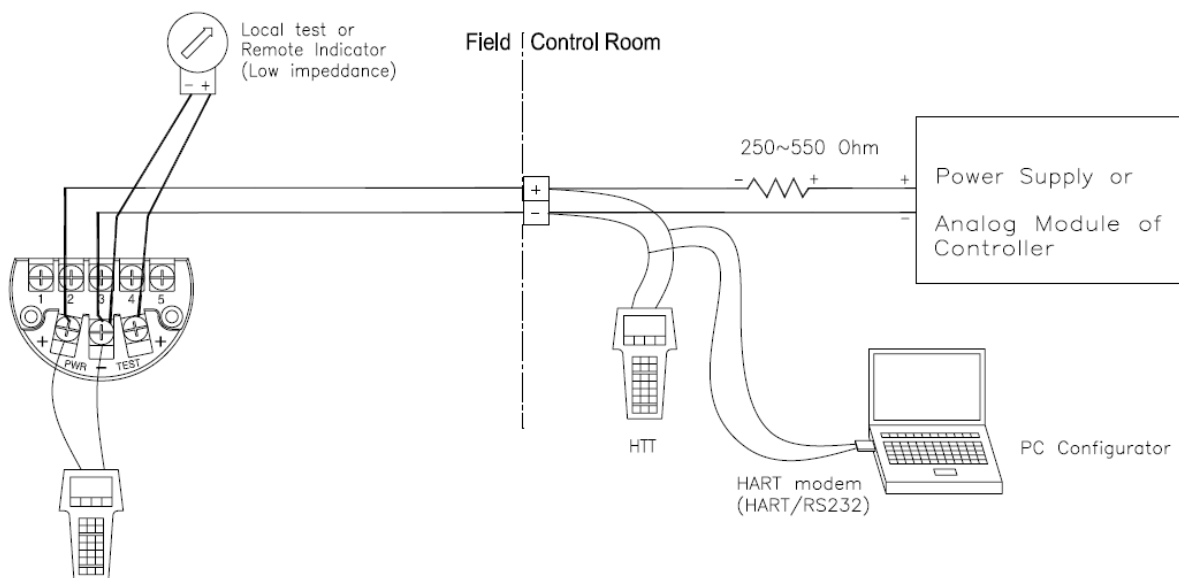 Local test or
Remote Indicator
(Low impeddance)
- +
Field
Control Room
250~550 Ohm
- +
+
-
+
-
Power Supply or
Analog Module of
Controller
1 2 3 4 5
+ PWR - TEST +
HTT
HART modem
(HART/RS232)
PC Configurator